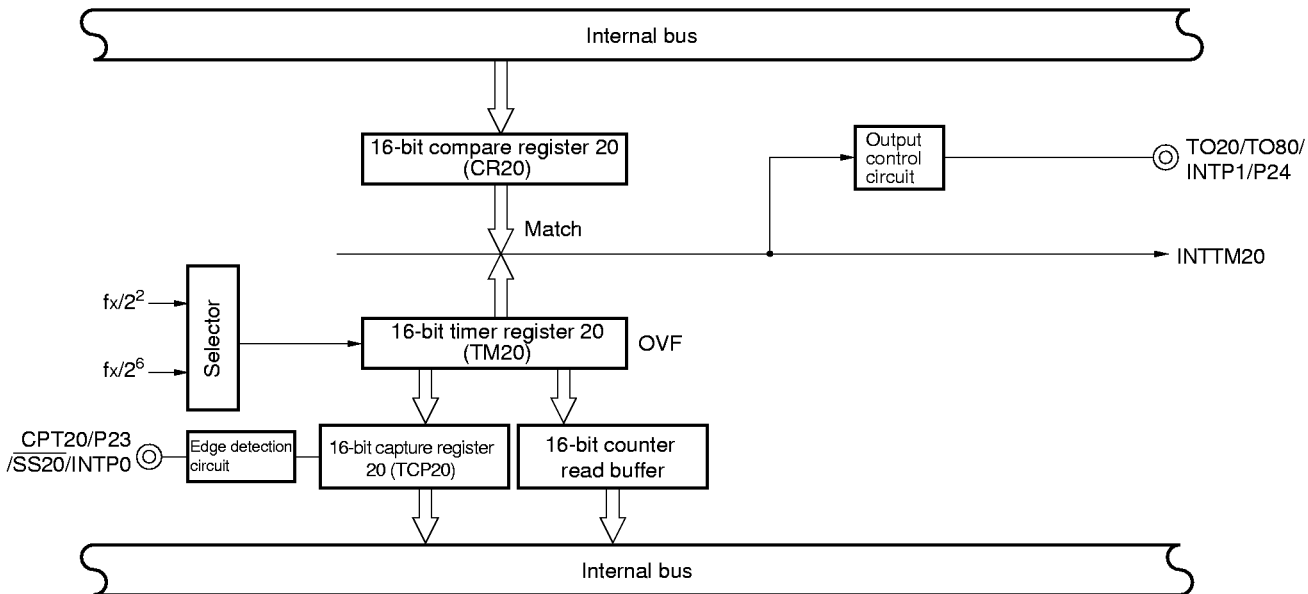 Internal bus
16-bit compare register 20
(CR20)
Output
control
circuit
TO20/TO80/
INTP1/P24
Match
INTTM20
fx/2²
Selector
fx/2⁶
16-bit timer register 20
(TM20)
OVF
CPT20/P23
/SS20/INTP0
Edge detection
circuit
16-bit capture register
20 (TCP20)
16-bit counter
read buffer
Internal bus